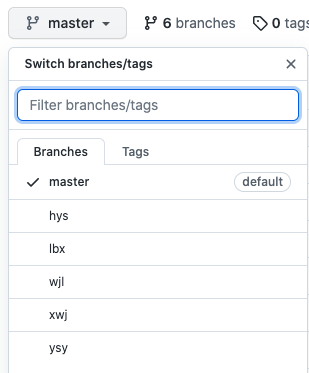 master 6 branches 0 tags
Switch branches/tags
Filter branches/tags
Branches Tags
master default
hys
lbx
wjl
xwj
ysy